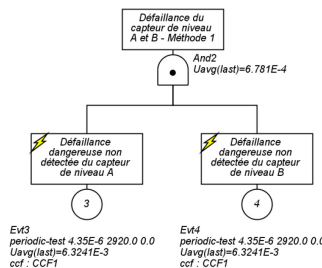 Défaillance du
capteur de niveau
A et B - Méthode 1
And2
Uavg(last)=6.781E-4
Défaillance
dangereuse non
détectée du capteur
de niveau A
Défaillance
dangereuse non
détectée du capteur
de niveau B
3
4
Evt3
periodic-test 4.35E-6 2920.0 0.0
Uavg(last)=6.3241E-3
ccf : CCF1
Evt4
periodic-test 4.35E-6 2920.0 0.0
Uavg(last)=6.3241E-3
ccf : CCF1